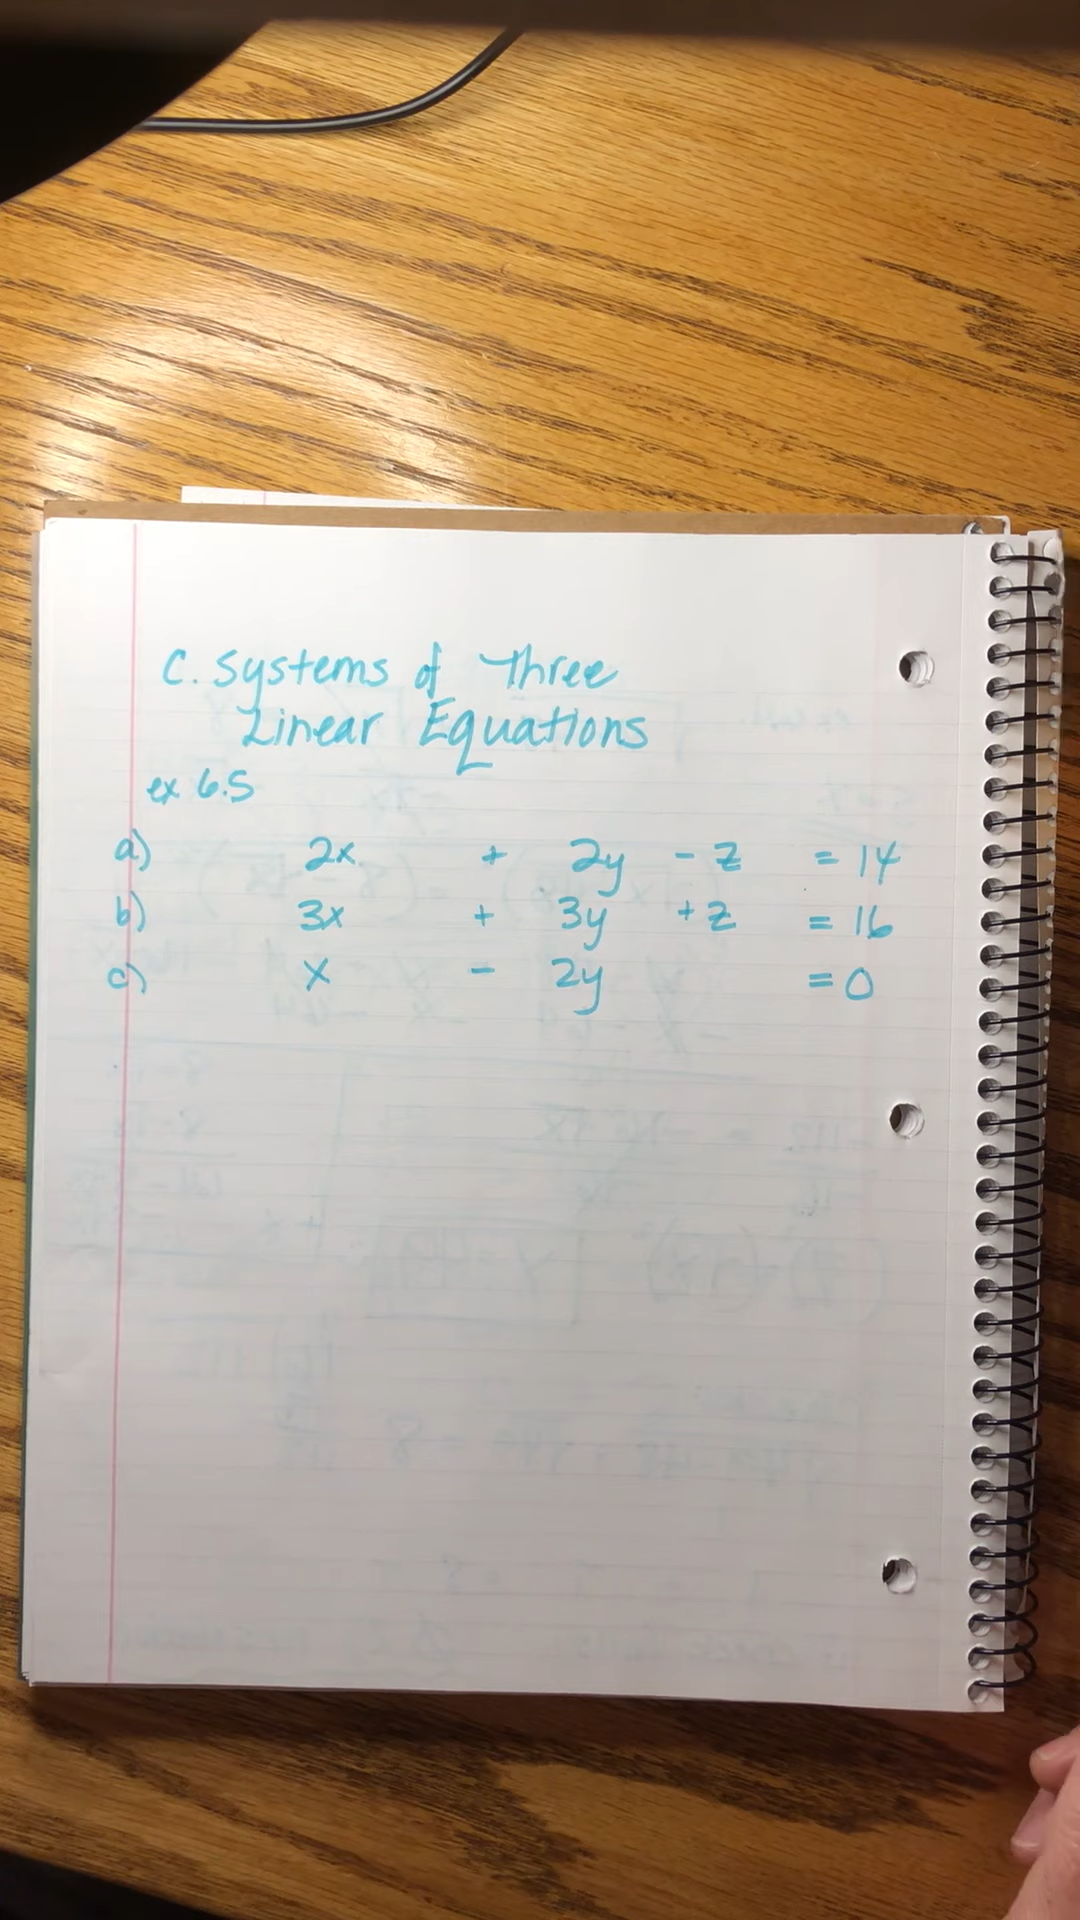 C. Systems of Three
Linear Equations
ex 6.5
a) 2x + 2y - z = 14
b) 3x + 3y + z = 16
c) x - 2y = 0